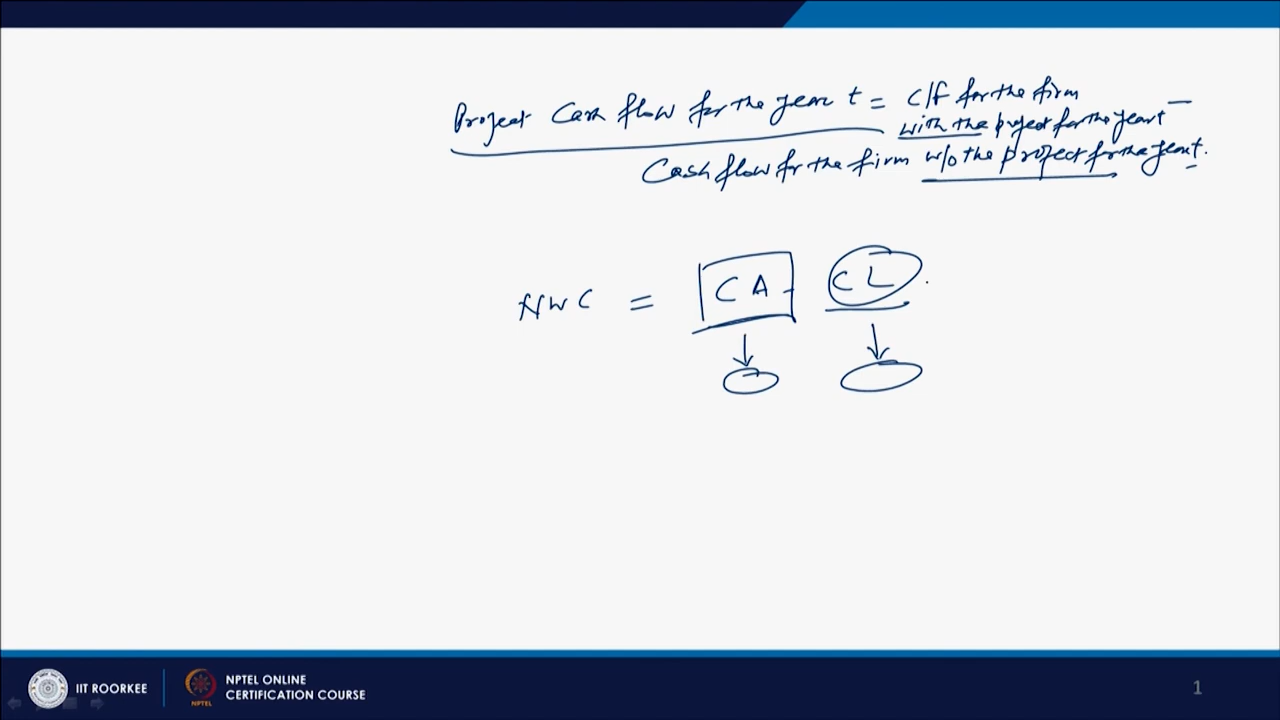 Project Cash flow for the year t = c/f for the firm
with the project for the year t –
Cash flow for the firm w/o the project for the year t.
NWC = CA - CL.
IIT ROORKEE
NPTEL
NPTEL ONLINE
CERTIFICATION COURSE
1